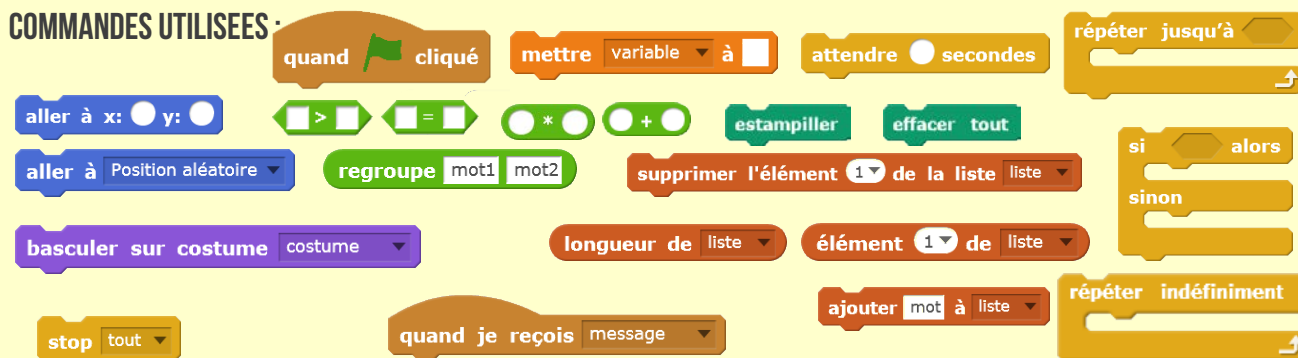 COMMANDES UTILISEES :
quand cliqué
mettre variable à
attendre secondes
répéter jusqu'à
aller à x: y:
>
=
*
+
estampiller
effacer tout
si alors
sinon
aller à Position aléatoire
regroupe mot1 mot2
supprimer l'élément 1 de la liste liste
basculer sur costume costume
longueur de liste
élément 1 de liste
répéter indéfiniment
ajouter mot à liste
stop tout
quand je reçois message